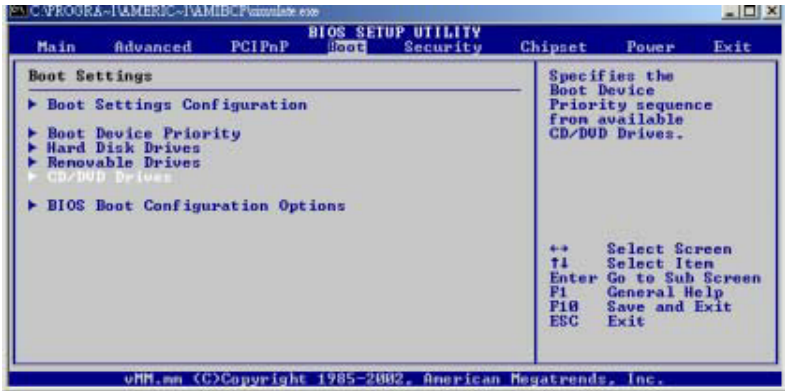 C:\PROGRA~1\AMERIC~1\AMIBCP\simulate.exe
BIOS SETUP UTILITY
Main Advanced PCIPnP Boot Security Chipset Power Exit
Boot Settings
Boot Settings Configuration
Boot Device Priority
Hard Disk Drives
Removable Drives
CD/DVD Drives
BIOS Boot Configuration Options
Specifies the
Boot Device
Priority sequence
from available
CD/DVD Drives.
↔ Select Screen
↑↓ Select Item
Enter Go to Sub Screen
F1 General Help
F10 Save and Exit
ESC Exit
vMM.mm (C)Copyright 1985-2002, American Megatrends, Inc.